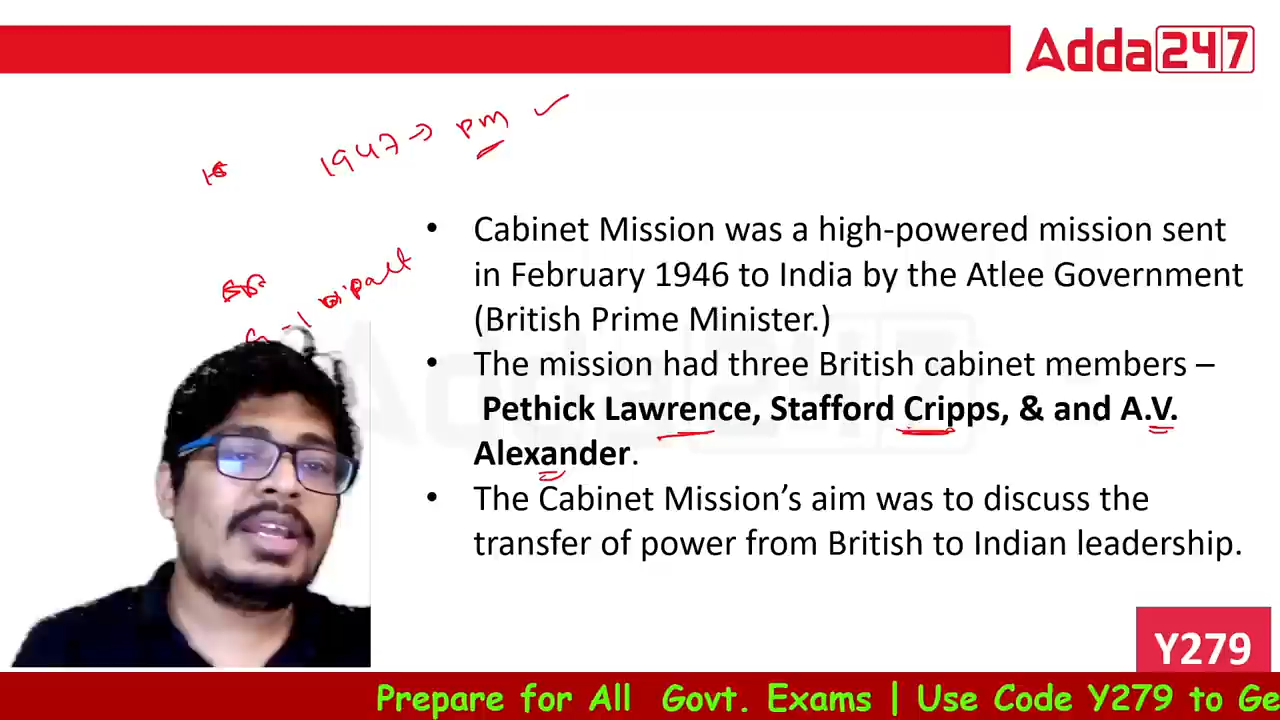 Adda247
1947 → PM ✓
• Cabinet Mission was a high-powered mission sent
in February 1946 to India by the Atlee Government
(British Prime Minister.)
• The mission had three British cabinet members –
Pethick Lawrence, Stafford Cripps, & and A.V.
Alexander.
• The Cabinet Mission’s aim was to discuss the
transfer of power from British to Indian leadership.
Y279
Prepare for All Govt. Exams | Use Code Y279 to Ge